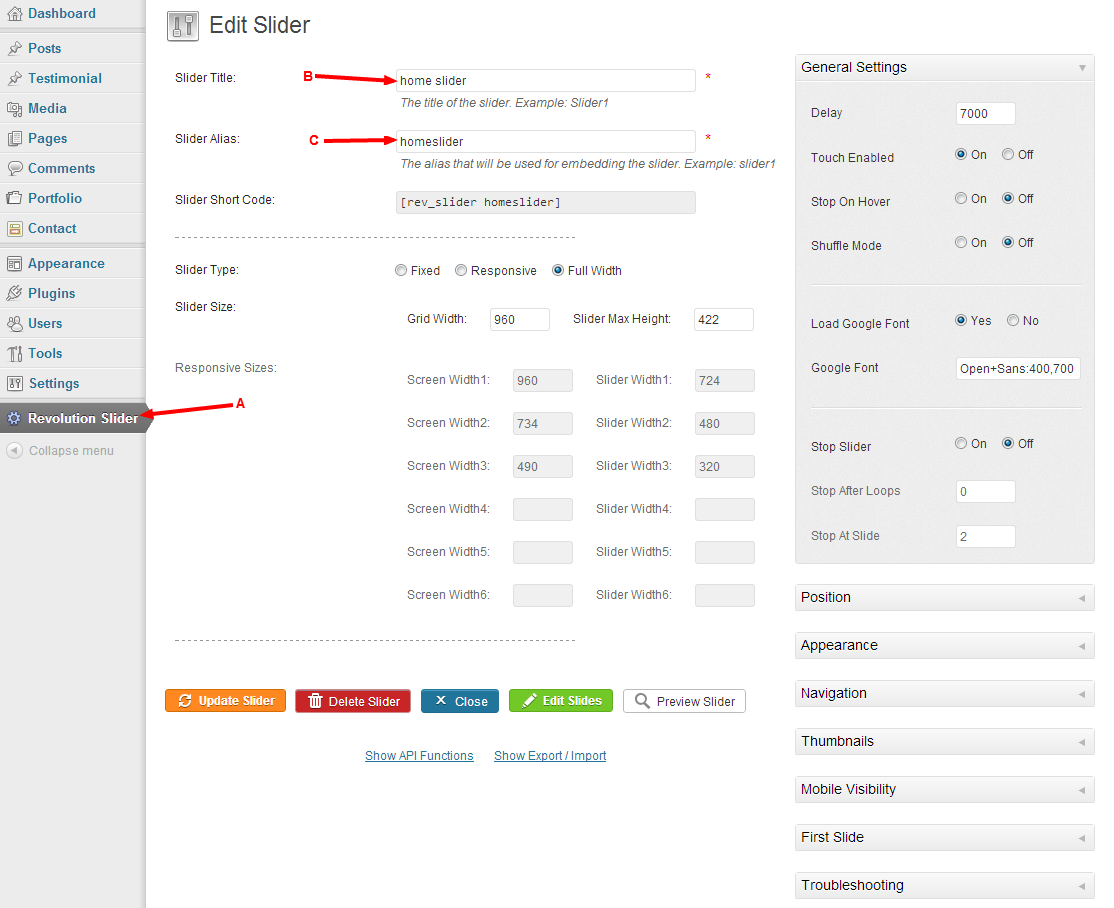 Dashboard
Posts
Testimonial
Media
Pages
Comments
Portfolio
Contact
Appearance
Plugins
Users
Tools
Settings
Revolution Slider
A
Collapse menu
Edit Slider
Slider Title:
B
home slider
*
The title of the slider. Example: Slider1
Slider Alias:
C
homeslider
*
The alias that will be used for embedding the slider. Example: slider1
Slider Short Code:
[rev_slider homeslider]
Slider Type:
Fixed Responsive Full Width
Slider Size:
Grid Width: 960 Slider Max Height: 422
Responsive Sizes:
Screen Width1: 960 Slider Width1: 724
Screen Width2: 734 Slider Width2: 480
Screen Width3: 490 Slider Width3: 320
Screen Width4: Slider Width4:
Screen Width5: Slider Width5:
Screen Width6: Slider Width6:
Update Slider Delete Slider Close Edit Slides Preview Slider
Show API Functions Show Export / Import
General Settings
Delay 7000
Touch Enabled On Off
Stop On Hover On Off
Shuffle Mode On Off
Load Google Font Yes No
Google Font Open+Sans:400,700
Stop Slider On Off
Stop After Loops 0
Stop At Slide 2
Position
Appearance
Navigation
Thumbnails
Mobile Visibility
First Slide
Troubleshooting